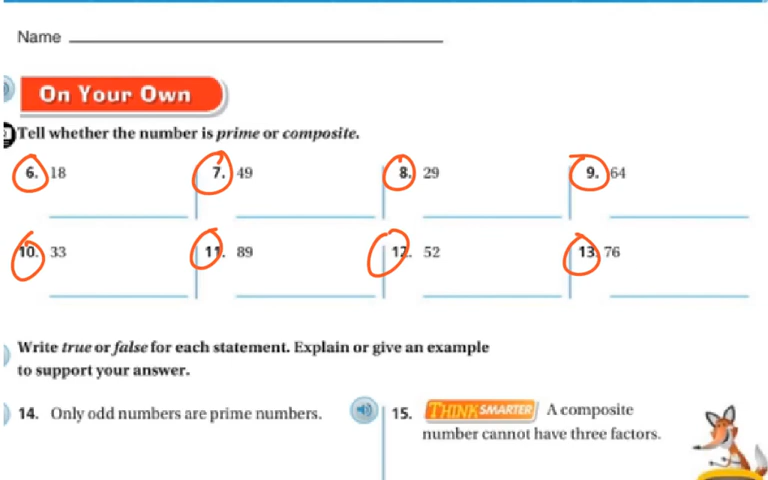 Name
On Your Own
Tell whether the number is prime or composite.
6. 18 7. 49 8. 29 9. 64
10. 33 11. 89 12. 52 13. 76
Write true or false for each statement. Explain or give an example
to support your answer.
14. Only odd numbers are prime numbers.
15. THINK SMARTER A composite
number cannot have three factors.